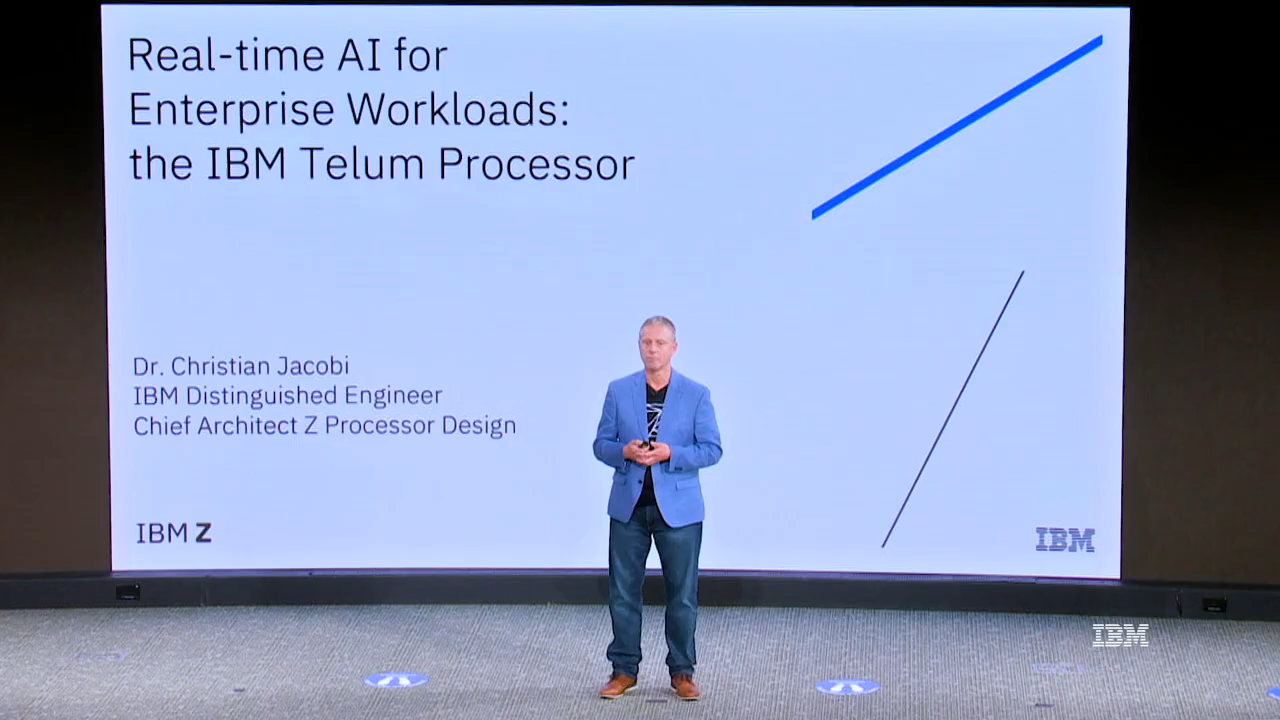 Real-time AI for
Enterprise Workloads:
the IBM Telum Processor
Dr. Christian Jacobi
IBM Distinguished Engineer
Chief Architect Z Processor Design
IBM Z
IBM
IBM